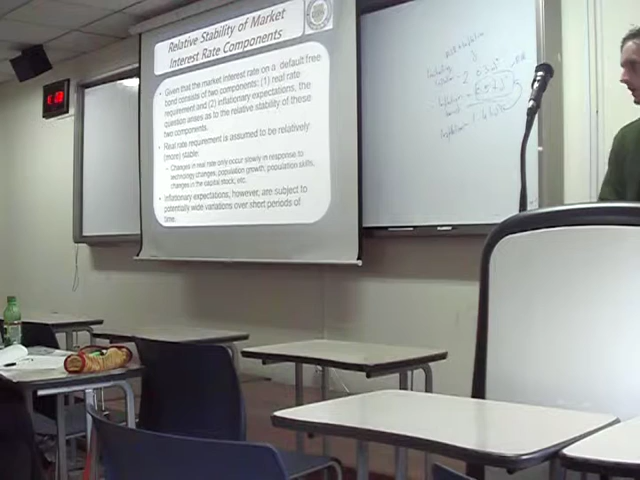 Relative Stability of Market
Interest Rate Components
• Given that the market interest rate on a default free
bond consists of two components: (1) real rate
requirement and (2) inflationary expectations, the
question arises as to the relative stability of these
two components.
• Real rate requirement is assumed to be relatively
(more) stable.
– Changes in real rate only occur slowly in response to
technology changes, population growth, population skills,
changes in the capital stock, etc.
• Inflationary expectations, however, are subject to
potentially wide variations over short periods of
time.